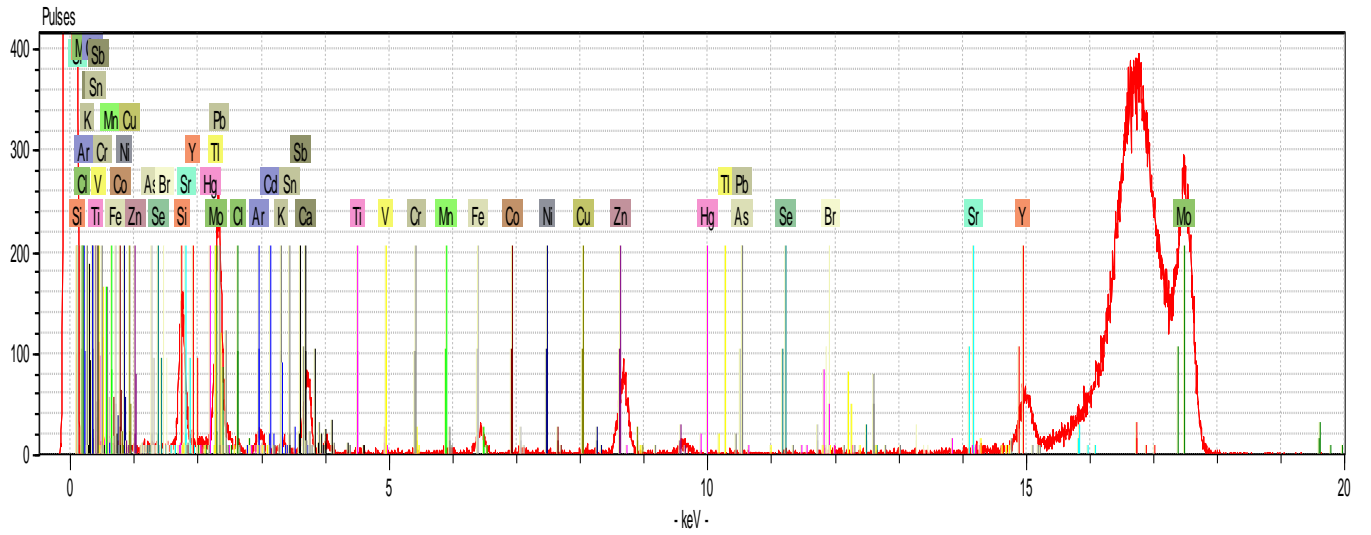 Pulses
400
M Sb
Sn
K Mn Cu Pb
300
Ar Cr Ni Y Tl Sb
Cl V Co As Br Sr Hg Cd Sn Tl Pb
Si Ti Fe Zn Se Si Mo Cl Ar K Ca Ti V Cr Mn Fe Co Ni Cu Zn Hg As Se Br Sr Y Mo
200
100
0
0 5 10 15 20
- keV -